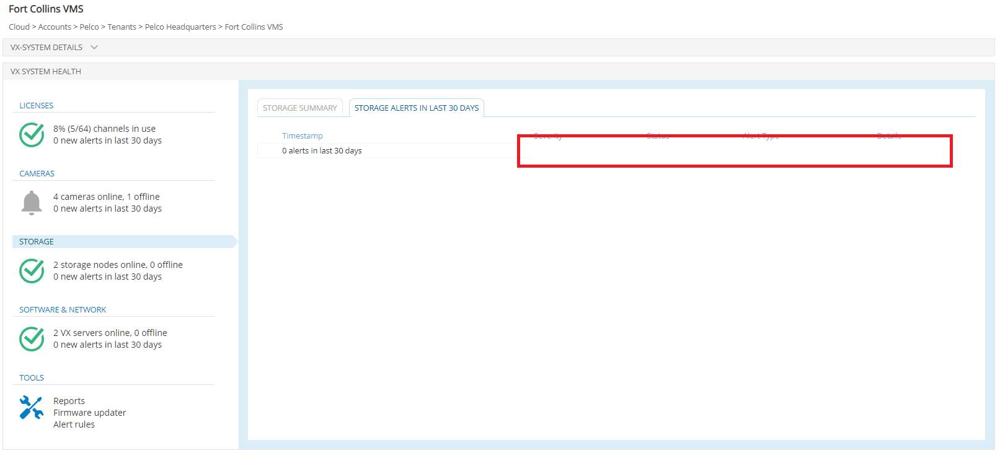 Fort Collins VMS
Cloud > Accounts > Pelco > Tenants > Pelco Headquarters > Fort Collins VMS
VX-SYSTEM DETAILS
VX SYSTEM HEALTH
LICENSES
8% (5/64) channels in use
0 new alerts in last 30 days
CAMERAS
4 cameras online, 1 offline
0 new alerts in last 30 days
STORAGE
2 storage nodes online, 0 offline
0 new alerts in last 30 days
SOFTWARE & NETWORK
2 VX servers online, 0 offline
0 new alerts in last 30 days
TOOLS
Reports
Firmware updater
Alert rules
STORAGE SUMMARY STORAGE ALERTS IN LAST 30 DAYS
Timestamp Severity Status Alert Type Details
0 alerts in last 30 days